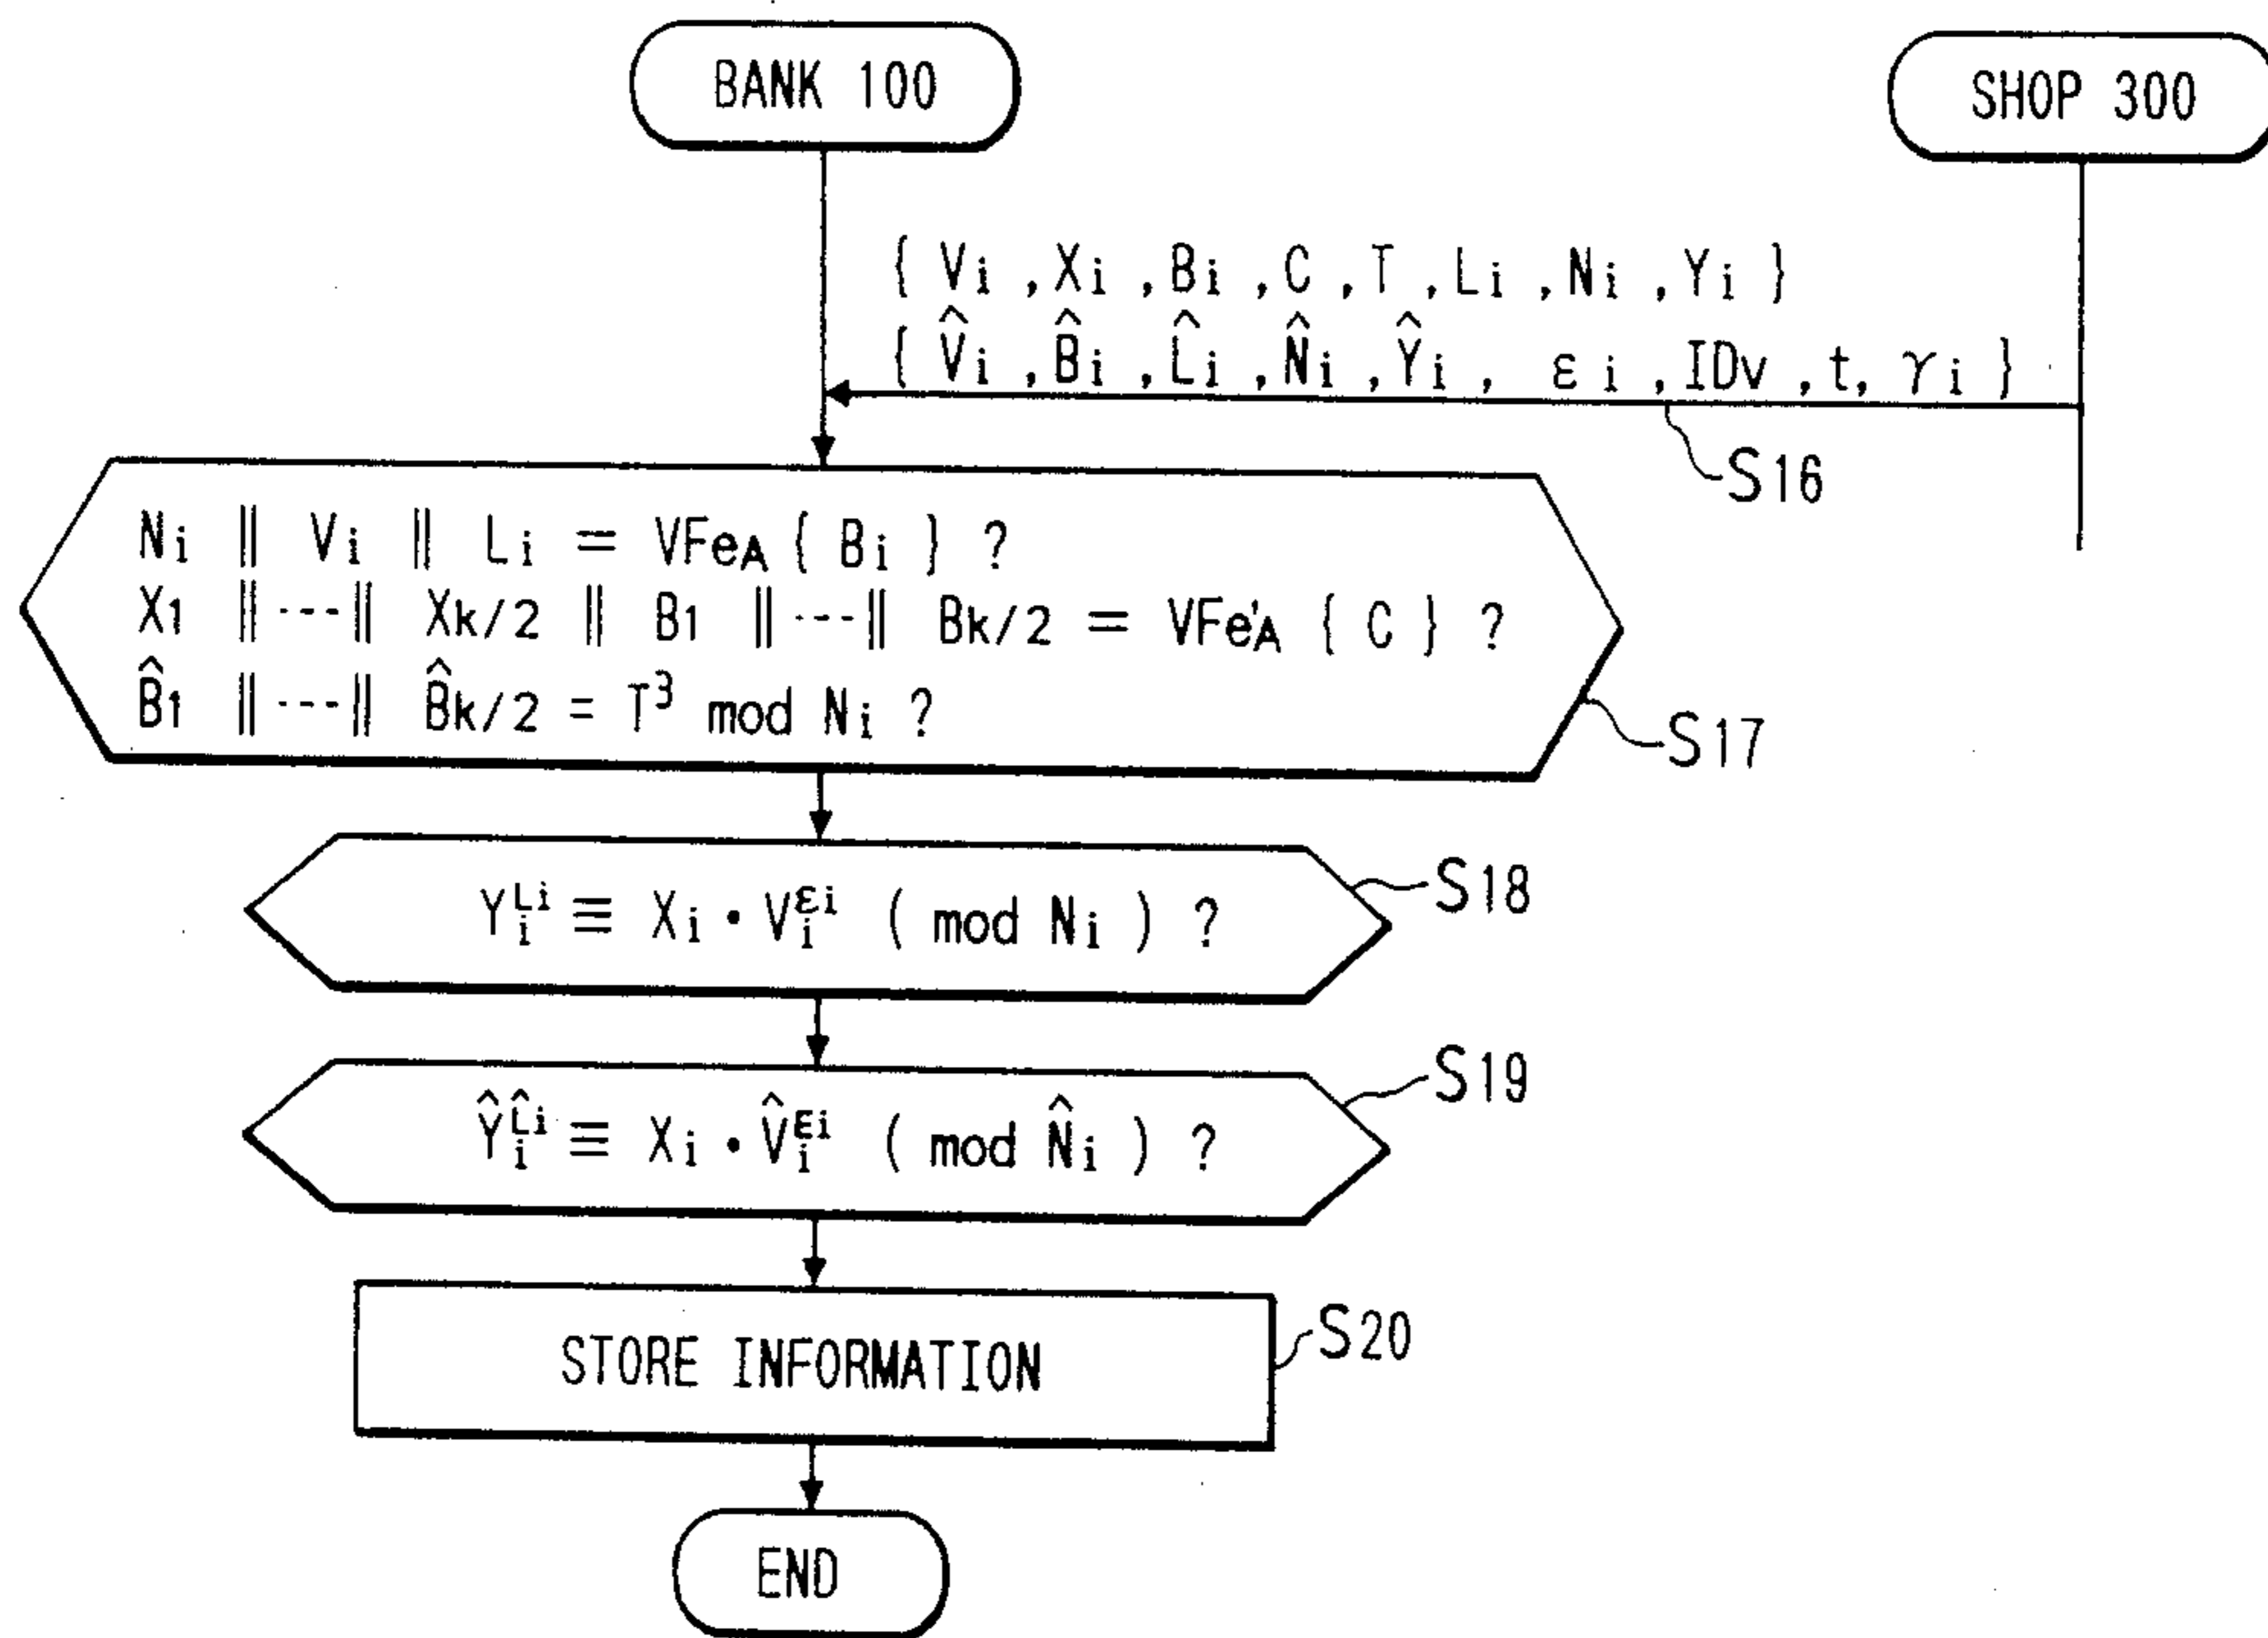 BANK 100
SHOP 300
{ Vi , Xi , Bi , C , T , Li , Ni , Yi }
{ V̂i , B̂i , L̂i , N̂i , Ŷi , εi , IDv , t, γi }
S16
Ni ‖ Vi ‖ Li = VFeA { Bi } ?
X1 ‖---‖ Xk/2 ‖ B1 ‖---‖ Bk/2 = VFe'A { C } ?
B̂1 ‖---‖ B̂k/2 = T³ mod Ni ?
S17
Yi^Li ≡ Xi • Vi^εi ( mod Ni ) ?
S18
Ŷi^L̂i ≡ Xi • V̂i^εi ( mod N̂i ) ?
S19
STORE INFORMATION
S20
END